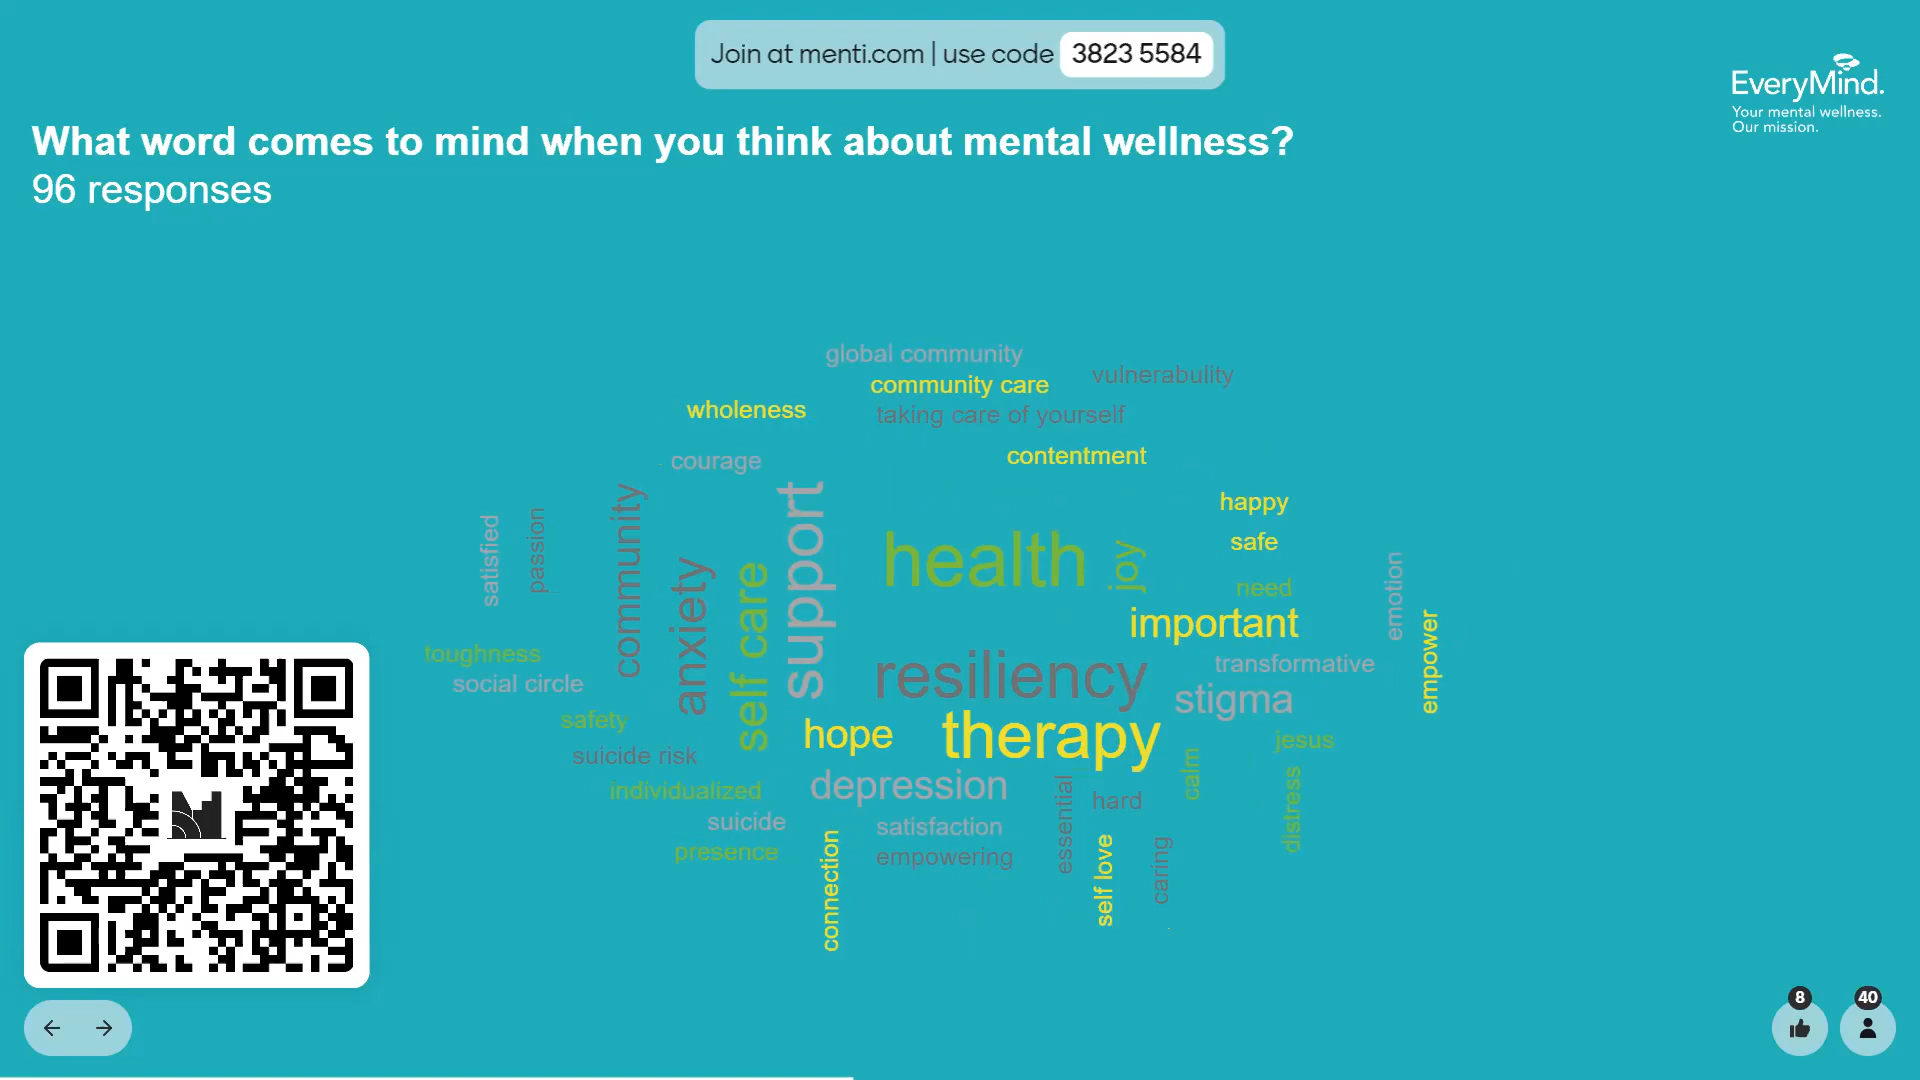 Join at menti.com | use code 3823 5584
EveryMind.
Your mental wellness.
Our mission.
What word comes to mind when you think about mental wellness?
96 responses
global community
vulnerabulity
community care
wholeness
taking care of yourself
contentment
courage
happy
support
community
satisfied
passion
health
joy
safe
need
anxiety
self care
important
emotion
empower
toughness
social circle
resiliency
transformative
stigma
safety
hope
therapy
jesus
suicide risk
depression
calm
individualized
essential
hard
distress
suicide
satisfaction
presence
empowering
connection
self love
caring
8
40